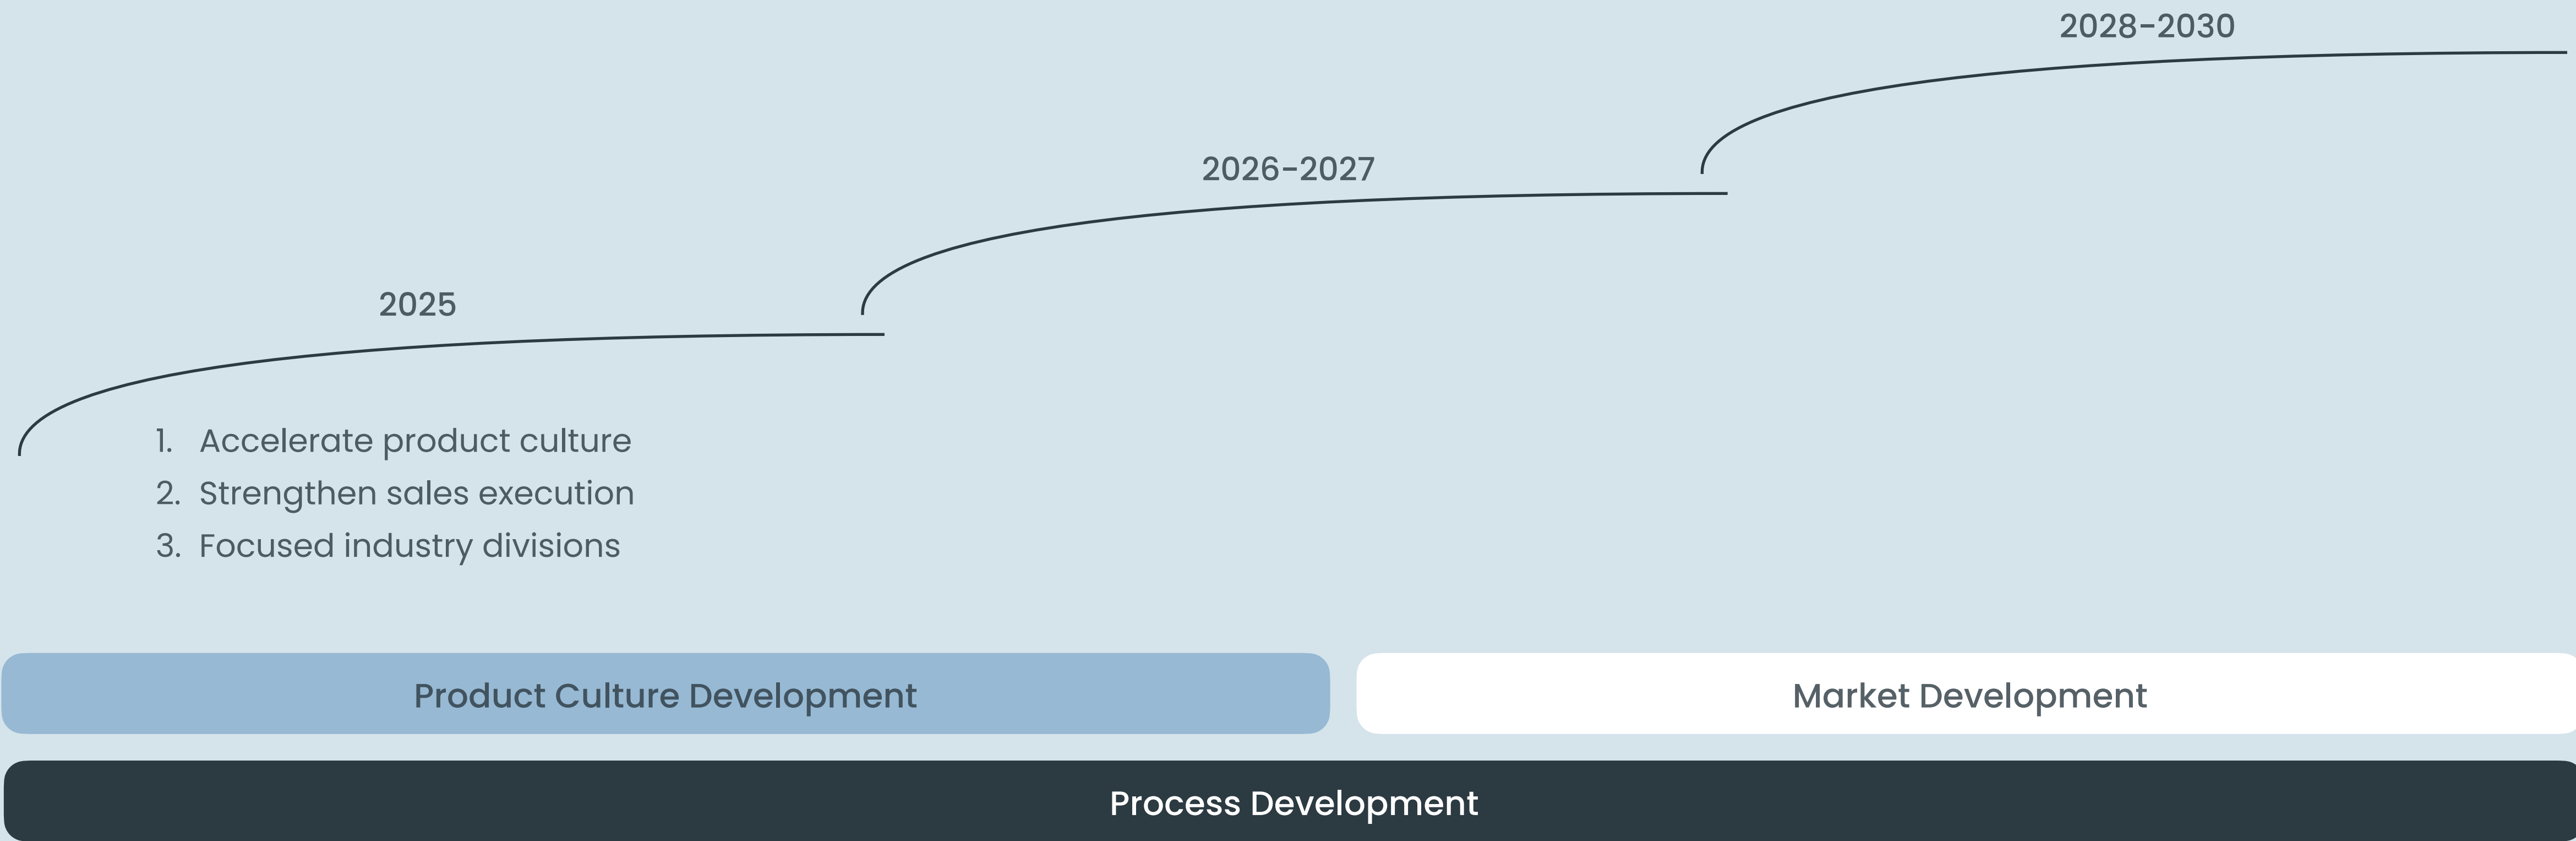 2028-2030
2026-2027
2025
1. Accelerate product culture
2. Strengthen sales execution
3. Focused industry divisions
Product Culture Development
Market Development
Process Development